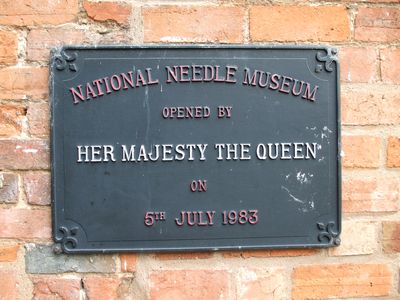 NATIONAL NEEDLE MUSEUM
OPENED BY
HER MAJESTY THE QUEEN
ON
5TH JULY 1983